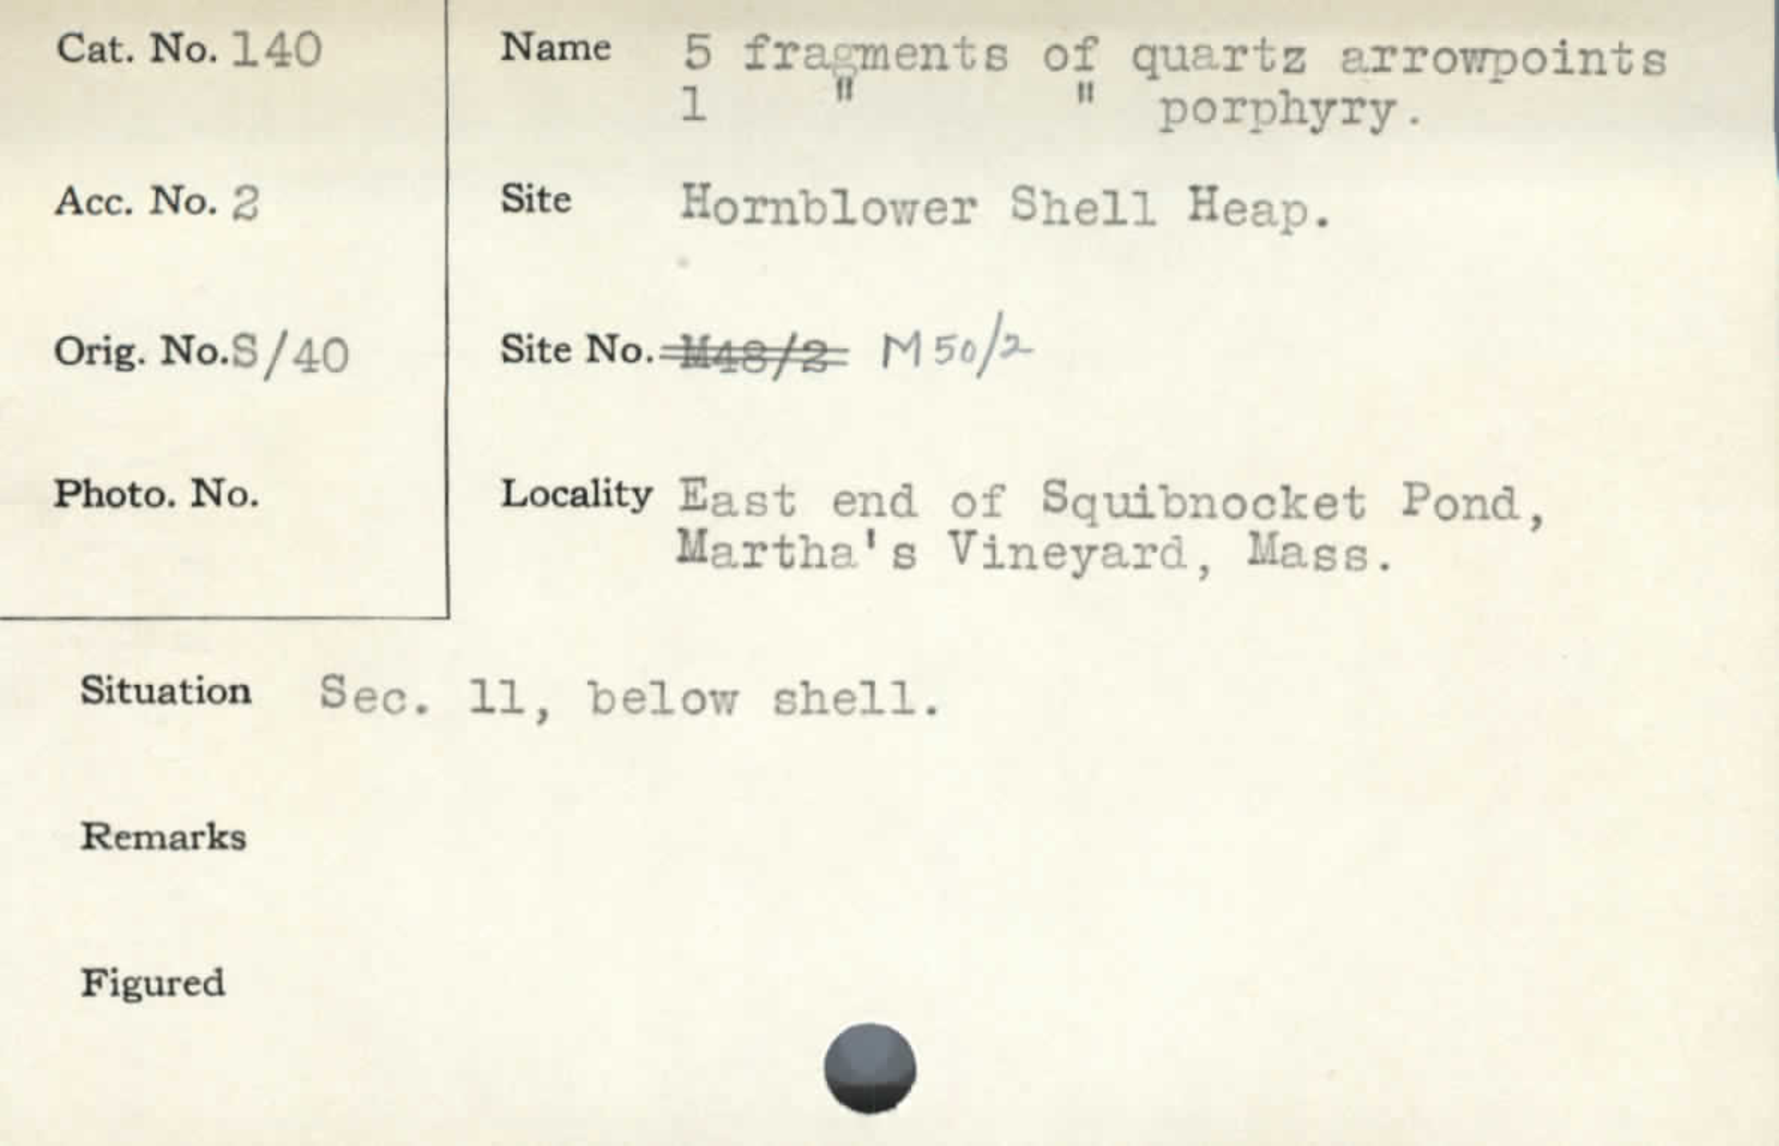 Cat. No. 140
Name 5 fragments of quartz arrowpoints
1 " " porphyry.
Acc. No. 2
Site Hornblower Shell Heap.
Orig. No. S/40
Site No. M48/2 M50/2
Photo. No.
Locality East end of Squibnocket Pond,
Martha's Vineyard, Mass.
Situation Sec. 11, below shell.
Remarks
Figured